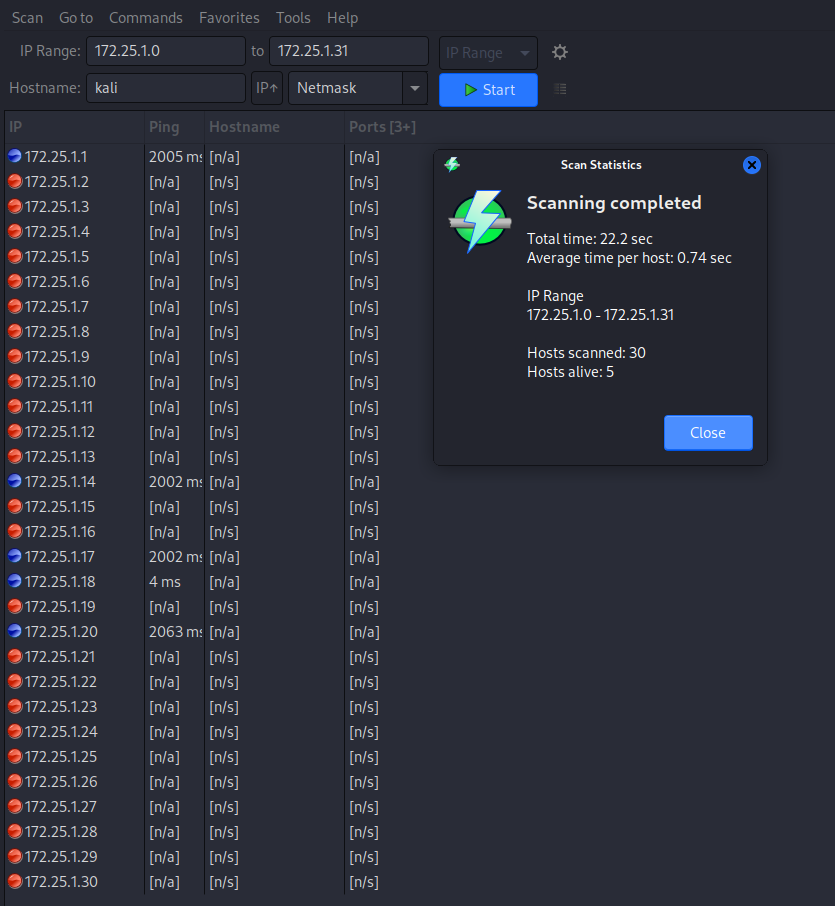 Scan Go to Commands Favorites Tools Help
IP Range: 172.25.1.0 to 172.25.1.31 IP Range
Hostname: kali IP↑ Netmask Start
IP Ping Hostname Ports [3+]
172.25.1.1 2005 ms [n/a] [n/a]
172.25.1.2 [n/a] [n/s] [n/s]
172.25.1.3 [n/a] [n/s] [n/s]
172.25.1.4 [n/a] [n/s] [n/s]
172.25.1.5 [n/a] [n/s] [n/s]
172.25.1.6 [n/a] [n/s] [n/s]
172.25.1.7 [n/a] [n/s] [n/s]
172.25.1.8 [n/a] [n/s] [n/s]
172.25.1.9 [n/a] [n/s] [n/s]
172.25.1.10 [n/a] [n/s] [n/s]
172.25.1.11 [n/a] [n/s] [n/s]
172.25.1.12 [n/a] [n/s] [n/s]
172.25.1.13 [n/a] [n/s] [n/s]
172.25.1.14 2002 ms [n/a] [n/a]
172.25.1.15 [n/a] [n/s] [n/s]
172.25.1.16 [n/a] [n/s] [n/s]
172.25.1.17 2002 ms [n/a] [n/a]
172.25.1.18 4 ms [n/a] [n/a]
172.25.1.19 [n/a] [n/s] [n/s]
172.25.1.20 2063 ms [n/a] [n/a]
172.25.1.21 [n/a] [n/s] [n/s]
172.25.1.22 [n/a] [n/s] [n/s]
172.25.1.23 [n/a] [n/s] [n/s]
172.25.1.24 [n/a] [n/s] [n/s]
172.25.1.25 [n/a] [n/s] [n/s]
172.25.1.26 [n/a] [n/s] [n/s]
172.25.1.27 [n/a] [n/s] [n/s]
172.25.1.28 [n/a] [n/s] [n/s]
172.25.1.29 [n/a] [n/s] [n/s]
172.25.1.30 [n/a] [n/s] [n/s]
Scan Statistics
Scanning completed
Total time: 22.2 sec
Average time per host: 0.74 sec
IP Range
172.25.1.0 - 172.25.1.31
Hosts scanned: 30
Hosts alive: 5
Close